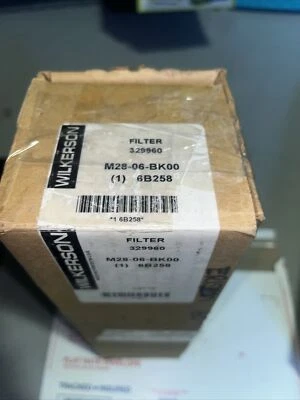 WILKERSON
FILTER
329960
M28-06-BK00
(1) 6B258
*1 6B258*
WILKERSON
FILTER
329960
M28-06-BK00
(1) 6B258